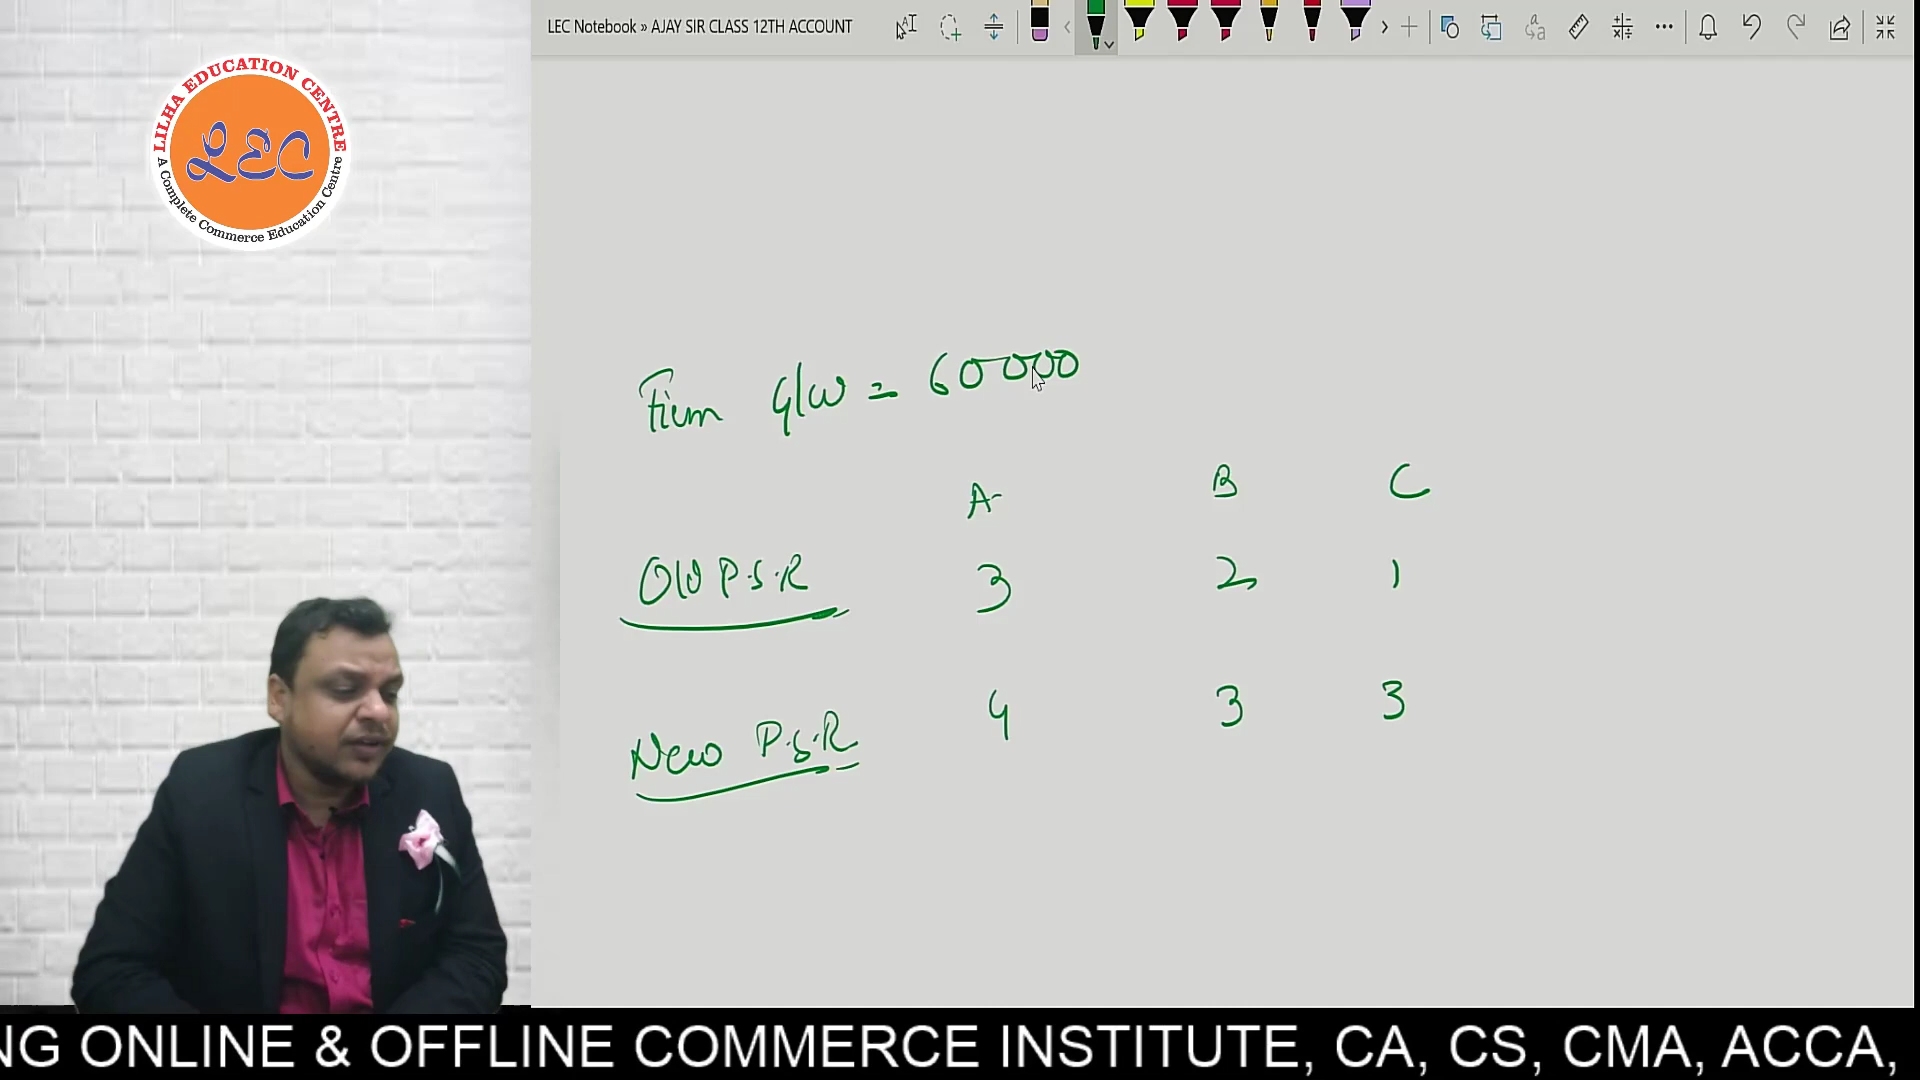 LEC Notebook » AJAY SIR CLASS 12TH ACCOUNT
LILHA EDUCATION CENTRE
LEC
A Complete Commerce Education Centre
Firm G/W = 60000
A B C
Old P.S.R 3 2 1
New P.S.R 4 3 3
NG ONLINE & OFFLINE COMMERCE INSTITUTE, CA, CS, CMA, ACCA,